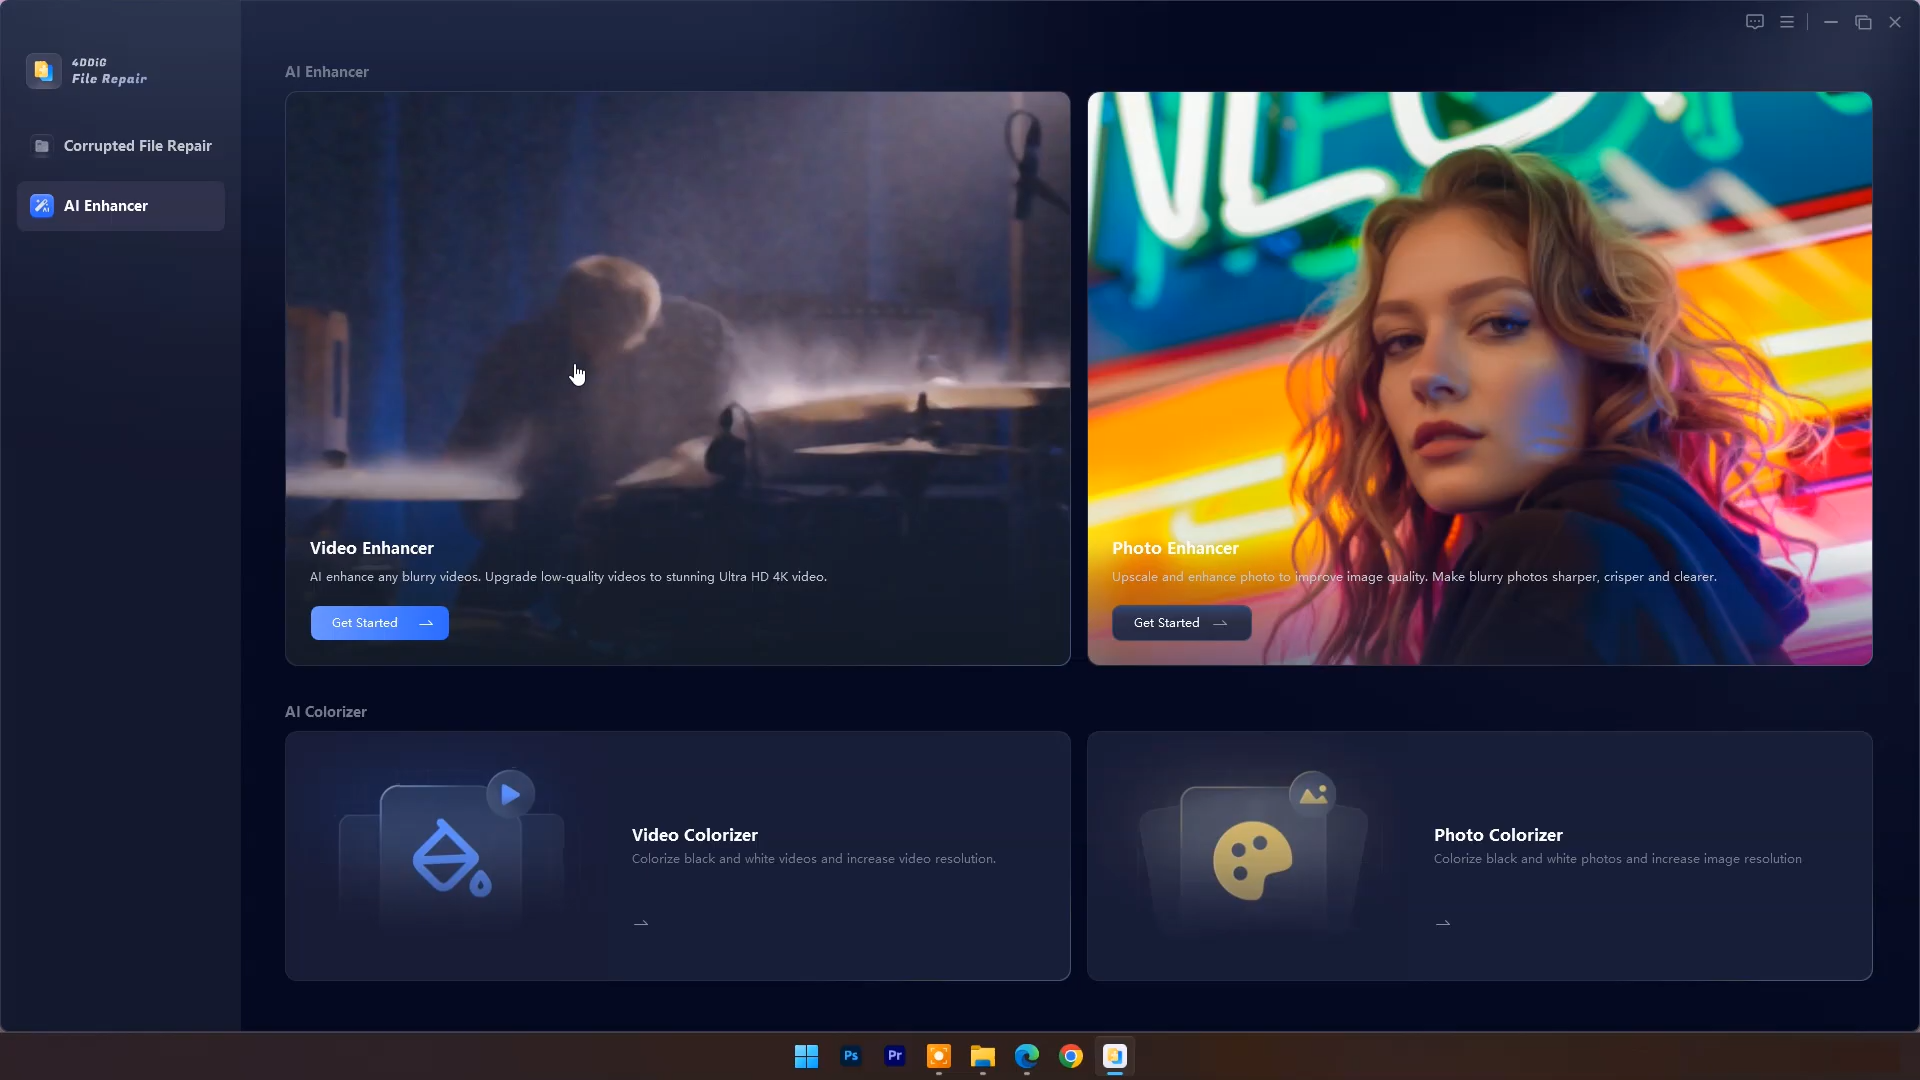 4DDiG
File Repair
Corrupted File Repair
AI Enhancer
AI Enhancer
Video Enhancer
AI enhance any blurry videos. Upgrade low-quality videos to stunning Ultra HD 4K video.
Get Started
Photo Enhancer
Upscale and enhance photo to improve image quality. Make blurry photos sharper, crisper and clearer.
Get Started
AI Colorizer
Video Colorizer
Colorize black and white videos and increase video resolution.
Photo Colorizer
Colorize black and white photos and increase image resolution
Ps
Pr